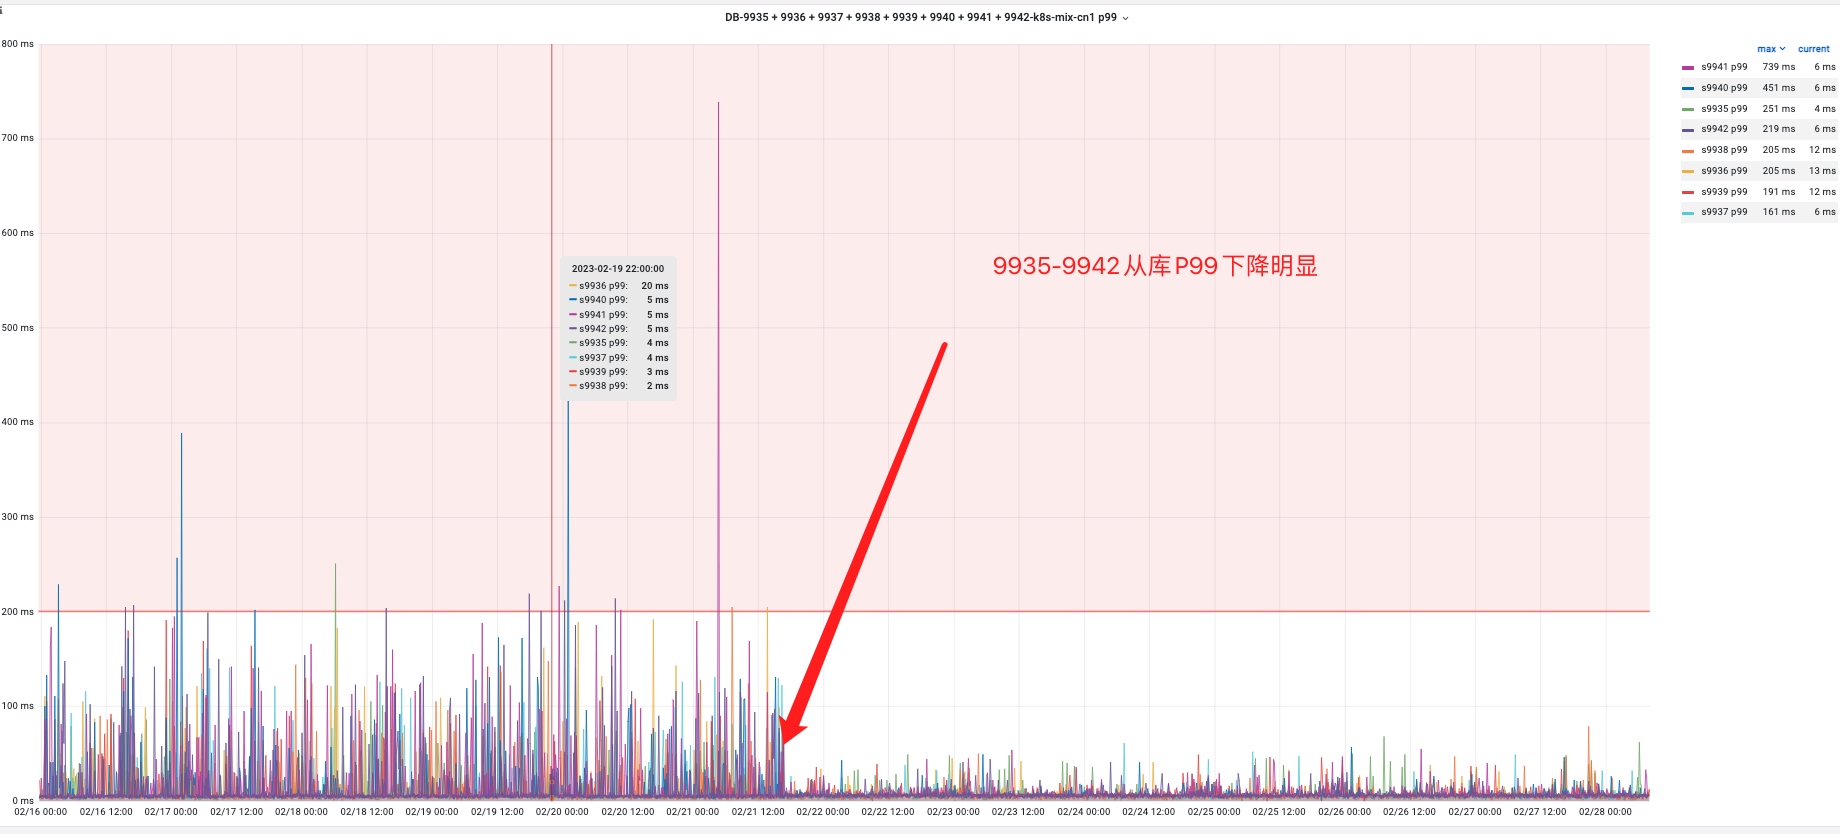 DB-9935 + 9936 + 9937 + 9938 + 9939 + 9940 + 9941 + 9942-k8s-mix-cn1 p99
800 ms
700 ms
600 ms
500 ms
400 ms
300 ms
200 ms
100 ms
0 ms
max current
s9941 p99 739 ms 6 ms
s9940 p99 451 ms 6 ms
s9935 p99 251 ms 4 ms
s9942 p99 219 ms 6 ms
s9938 p99 205 ms 12 ms
s9936 p99 205 ms 13 ms
s9939 p99 191 ms 12 ms
s9937 p99 161 ms 6 ms
9935-9942从库P99下降明显
2023-02-19 22:00:00
s9936 p99: 20 ms
s9940 p99: 5 ms
s9941 p99: 5 ms
s9942 p99: 5 ms
s9935 p99: 4 ms
s9937 p99: 4 ms
s9939 p99: 3 ms
s9938 p99: 2 ms
02/16 00:00 02/16 12:00 02/17 00:00 02/17 12:00 02/18 00:00 02/18 12:00 02/19 00:00 02/19 12:00 02/20 00:00 02/20 12:00 02/21 00:00 02/21 12:00 02/22 00:00 02/22 12:00 02/23 00:00 02/23 12:00 02/24 00:00 02/24 12:00 02/25 00:00 02/25 12:00 02/26 00:00 02/26 12:00 02/27 00:00 02/27 12:00 02/28 00:00